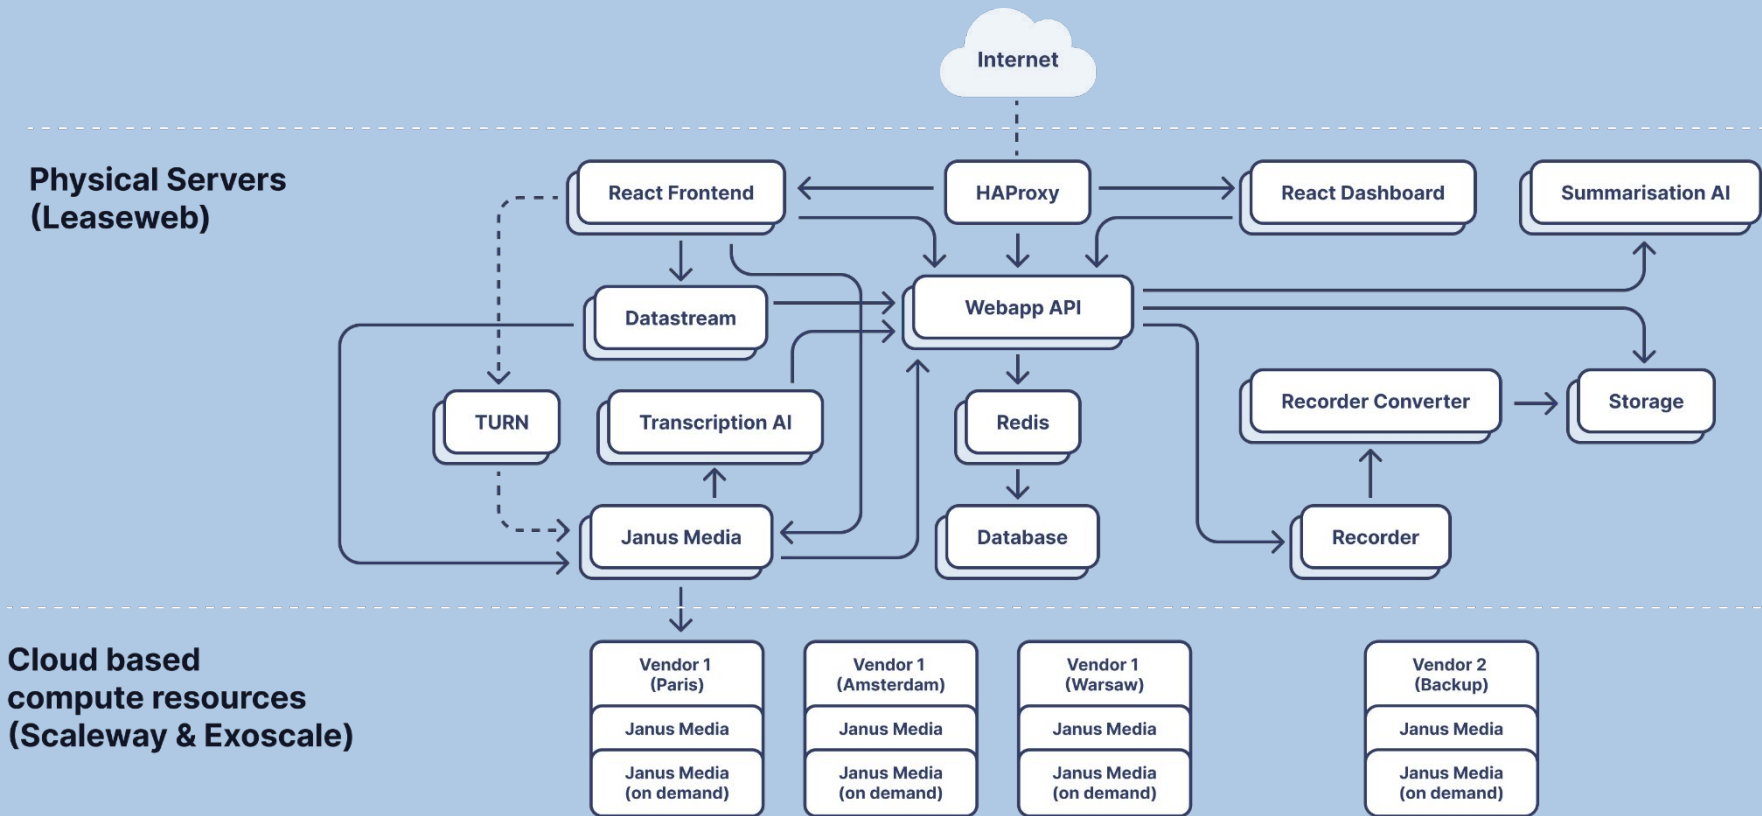 Internet
Physical Servers
(Leaseweb)
React Frontend
HAProxy
React Dashboard
Summarisation AI
Datastream
Webapp API
TURN
Transcription AI
Redis
Recorder Converter
Storage
Janus Media
Database
Recorder
Cloud based
compute resources
(Scaleway & Exoscale)
Vendor 1
(Paris)
Janus Media
Janus Media
(on demand)
Vendor 1
(Amsterdam)
Janus Media
Janus Media
(on demand)
Vendor 1
(Warsaw)
Janus Media
Janus Media
(on demand)
Vendor 2
(Backup)
Janus Media
Janus Media
(on demand)